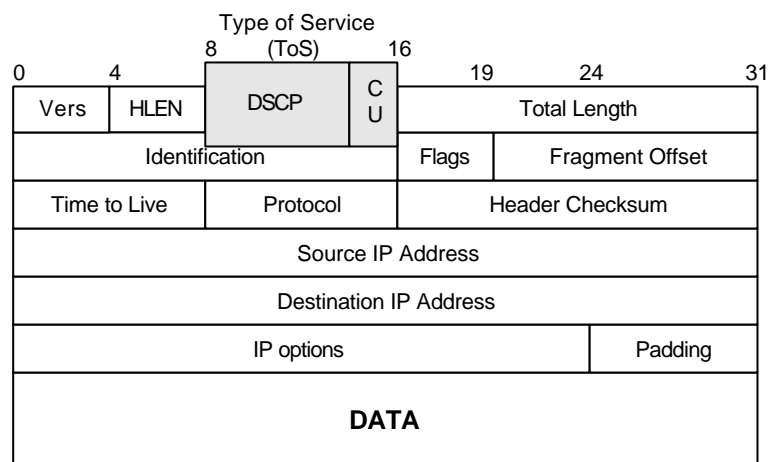 Type of Service
(ToS)
8 16
0 4 19 24 31
Vers HLEN DSCP C U Total Length
Identification Flags Fragment Offset
Time to Live Protocol Header Checksum
Source IP Address
Destination IP Address
IP options Padding
DATA